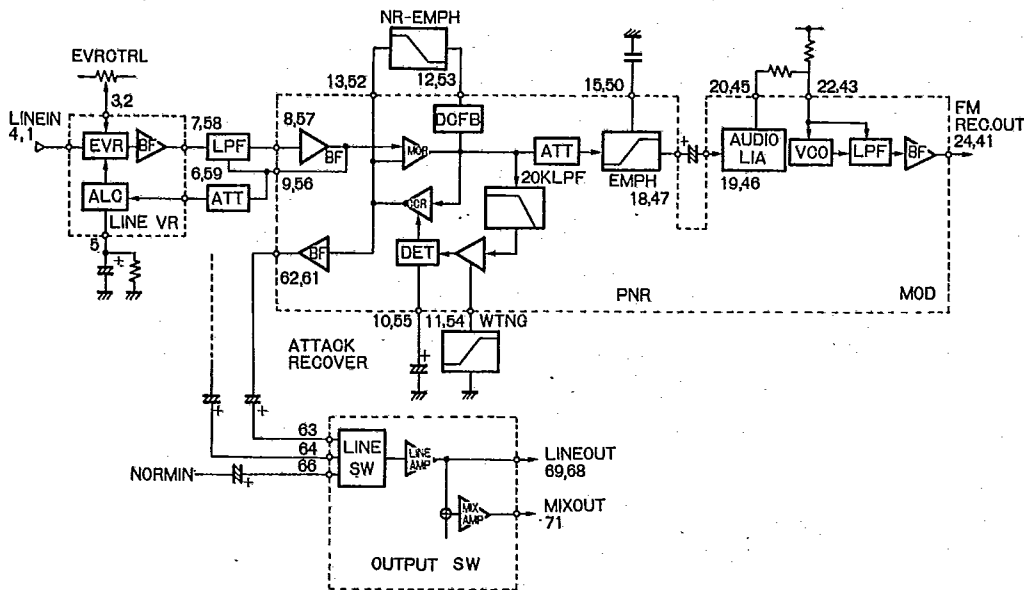 NR-EMPH
EVRCTRL
3,2
13,52
12,53
15,50
20,45
22,43
FM
REC.OUT
24,41
LINEIN
4,1
EVR
BF
7,58
LPF
8,57
BF
DCFB
ATT
EMPH
18,47
AUDIO
LIA
19,46
VCO
LPF
BF
6,59
9,56
20KLPF
ALC
ATT
LINE VR
5
BF
DET
62,61
PNR
MOD
10,55
11,54
WTNG
ATTACK
RECOVER
63
64
66
NORMIN
LINE
SW
LINE
AMP
LINEOUT
69,68
MIX
AMP
MIXOUT
71
OUTPUT SW